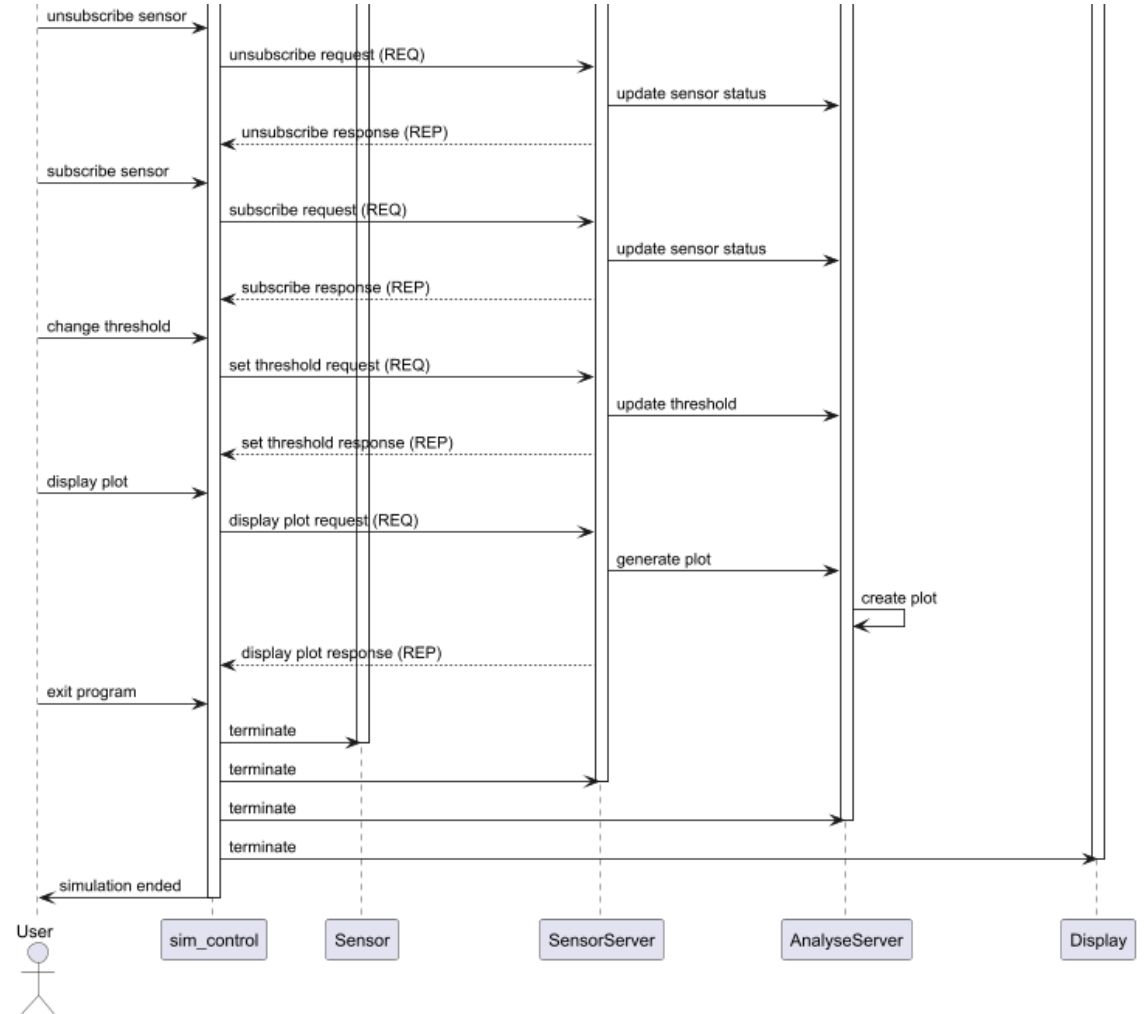 unsubscribe sensor
unsubscribe request (REQ)
update sensor status
unsubscribe response (REP)
subscribe sensor
subscribe request (REQ)
update sensor status
subscribe response (REP)
change threshold
set threshold request (REQ)
update threshold
set threshold response (REP)
display plot
display plot request (REQ)
generate plot
create plot
display plot response (REP)
exit program
terminate
terminate
terminate
terminate
simulation ended
User
sim_control
Sensor
SensorServer
AnalyseServer
Display